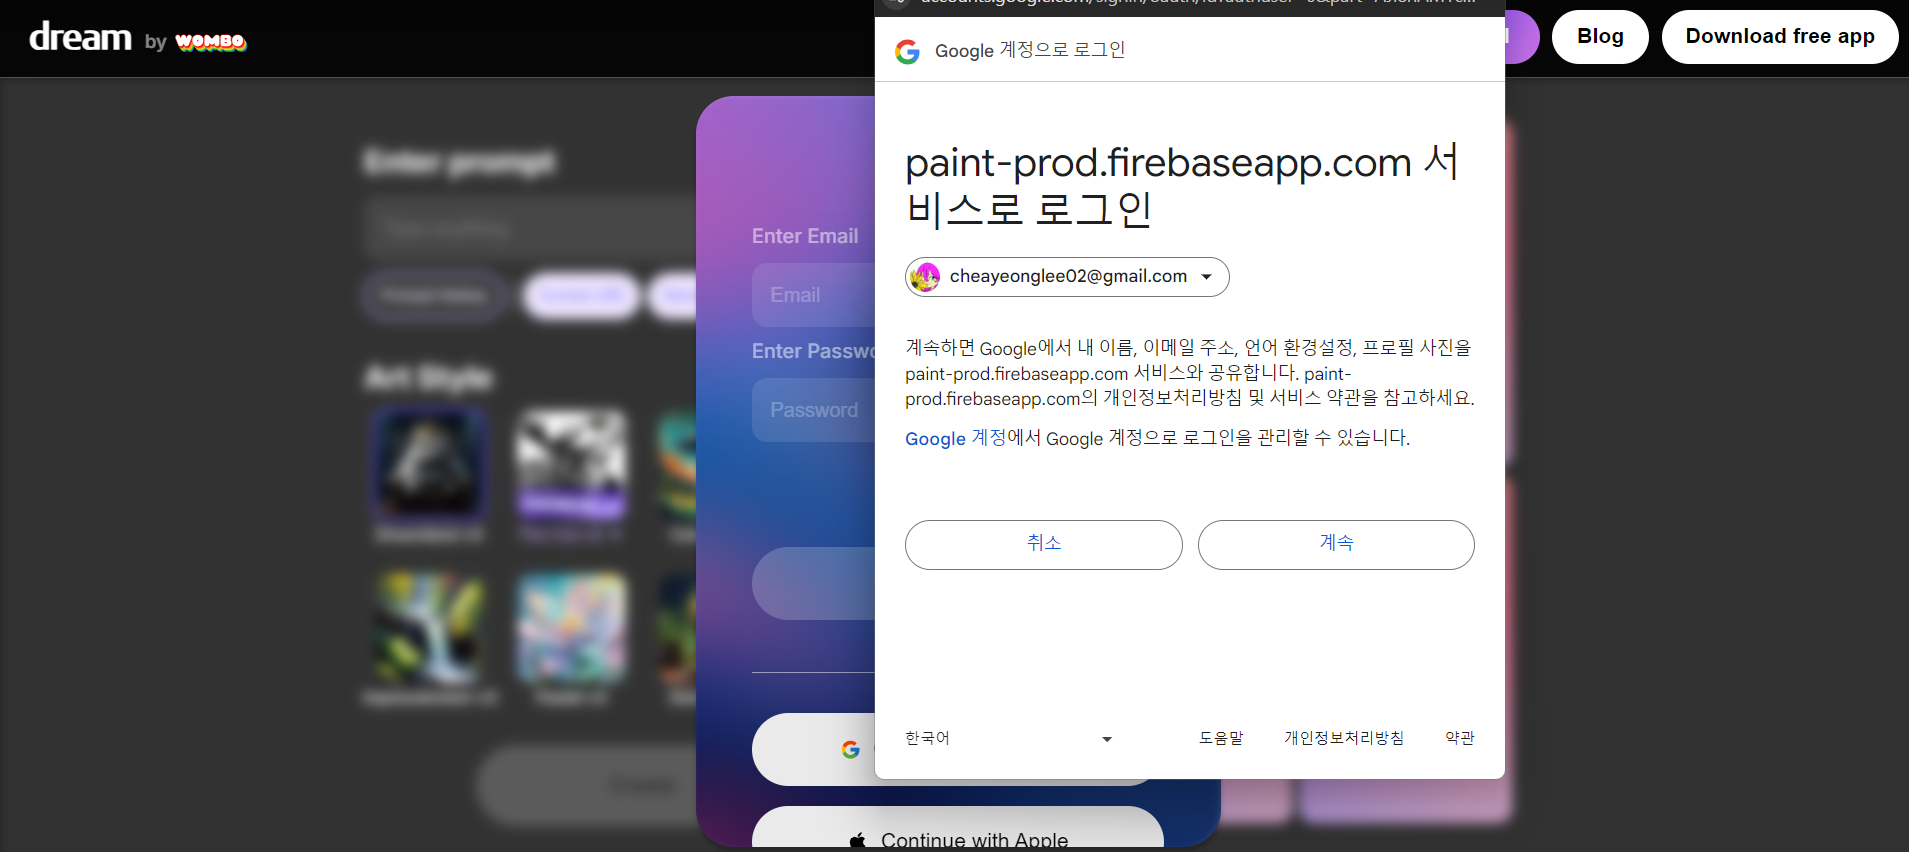 dream by WOMBO
Blog
Download free app
Google 계정으로 로그인
paint-prod.firebaseapp.com 서
비스로 로그인
cheayeonglee02@gmail.com
계속하면 Google에서 내 이름, 이메일 주소, 언어 환경설정, 프로필 사진을
paint-prod.firebaseapp.com 서비스와 공유합니다. paint-
prod.firebaseapp.com의 개인정보처리방침 및 서비스 약관을 참고하세요.
Google 계정에서 Google 계정으로 로그인을 관리할 수 있습니다.
취소
계속
한국어
도움말
개인정보처리방침
약관
Enter Email
Email
Enter
Password
Continue with Apple
Enter prompt
Type anything
Art Style
Create